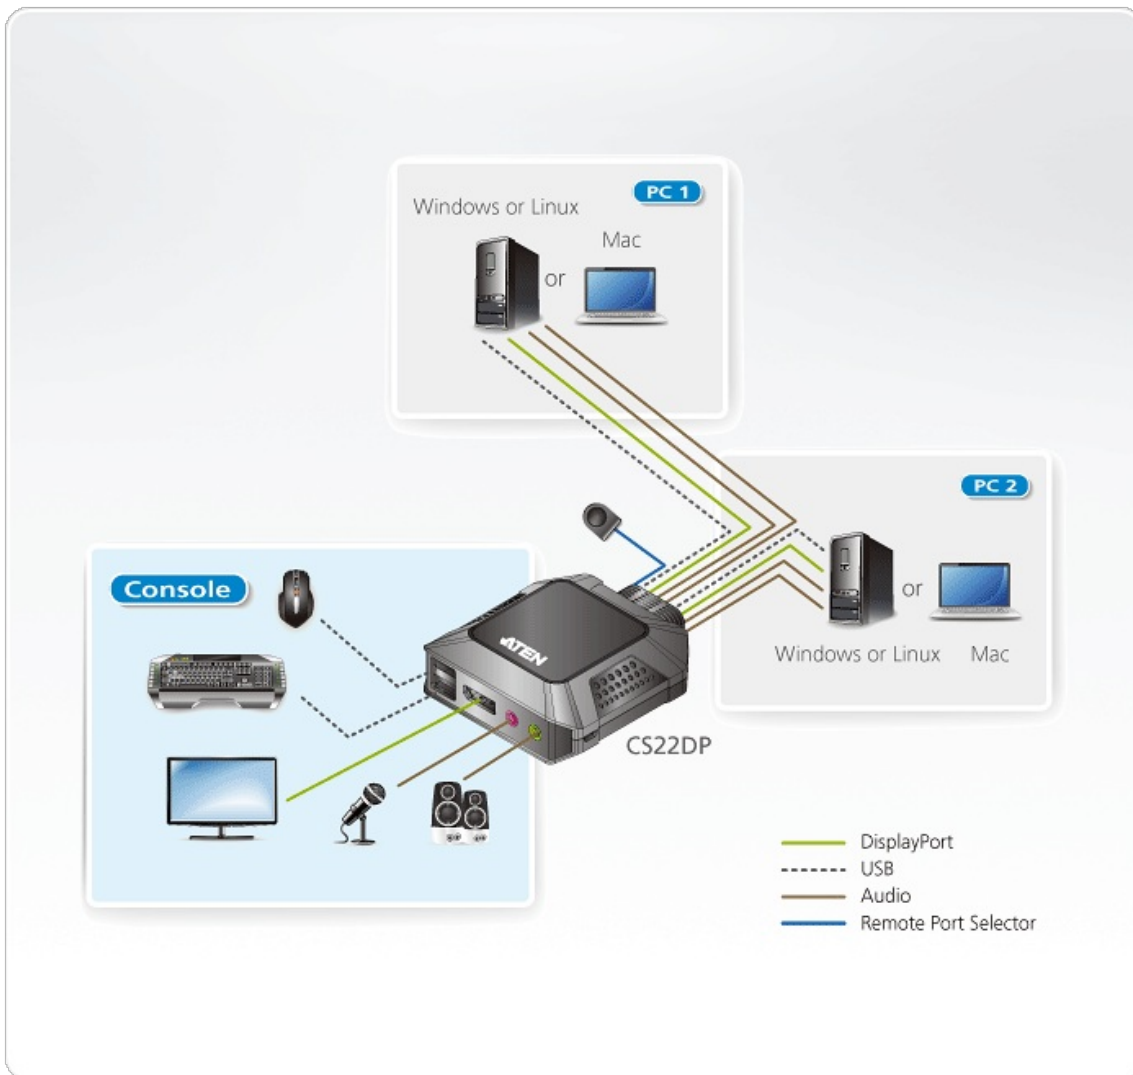 PC 1
Windows or Linux
Mac
or
PC 2
or
Windows or Linux
Mac
Console
ATEN
CS22DP
DisplayPort
USB
Audio
Remote Port Selector